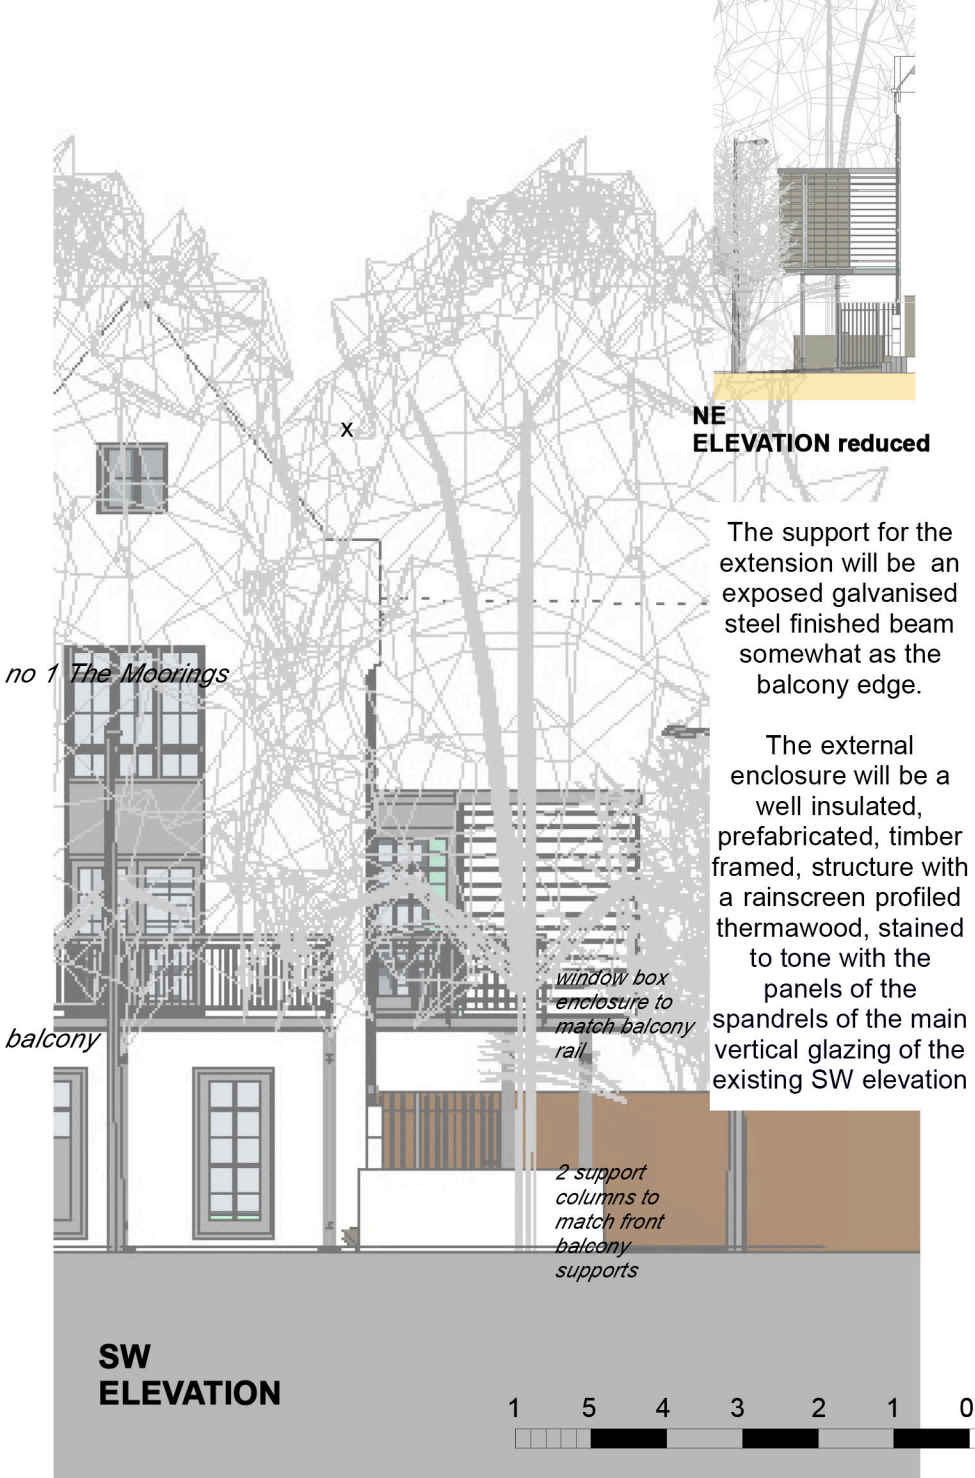 NE
ELEVATION reduced
x
The support for the
extension will be an
exposed galvanised
steel finished beam
somewhat as the
balcony edge.
The external
enclosure will be a
well insulated,
prefabricated, timber
framed, structure with
a rainscreen profiled
thermawood, stained
to tone with the
panels of the
spandrels of the main
vertical glazing of the
existing SW elevation
no 1 The Moorings
window box
enclosure to
match balcony
rail
balcony
2 support
columns to
match front
balcony
supports
SW
ELEVATION
1 5 4 3 2 1 0